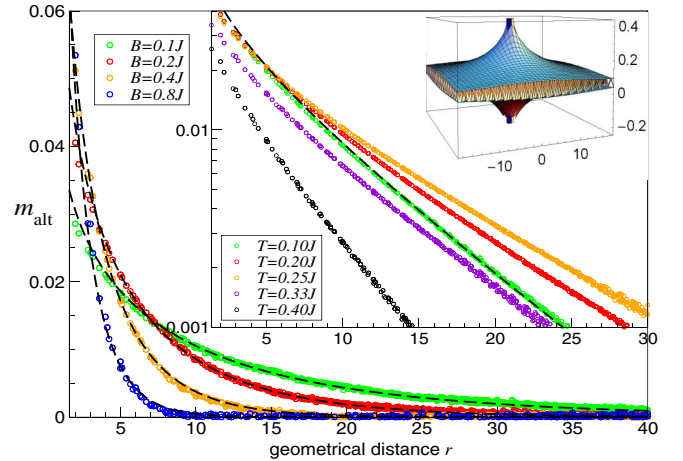 0.06
B=0.1J
B=0.2J
B=0.4J
B=0.8J
0.01
0.4
0.2
0
-0.2
−10
0
10
0.04
m_alt
0.02
T=0.10J
T=0.20J
T=0.25J
T=0.33J
T=0.40J
0.001
5 10 15 20 25 30
0
5 10 15 20 25 30 35 40
geometrical distance r